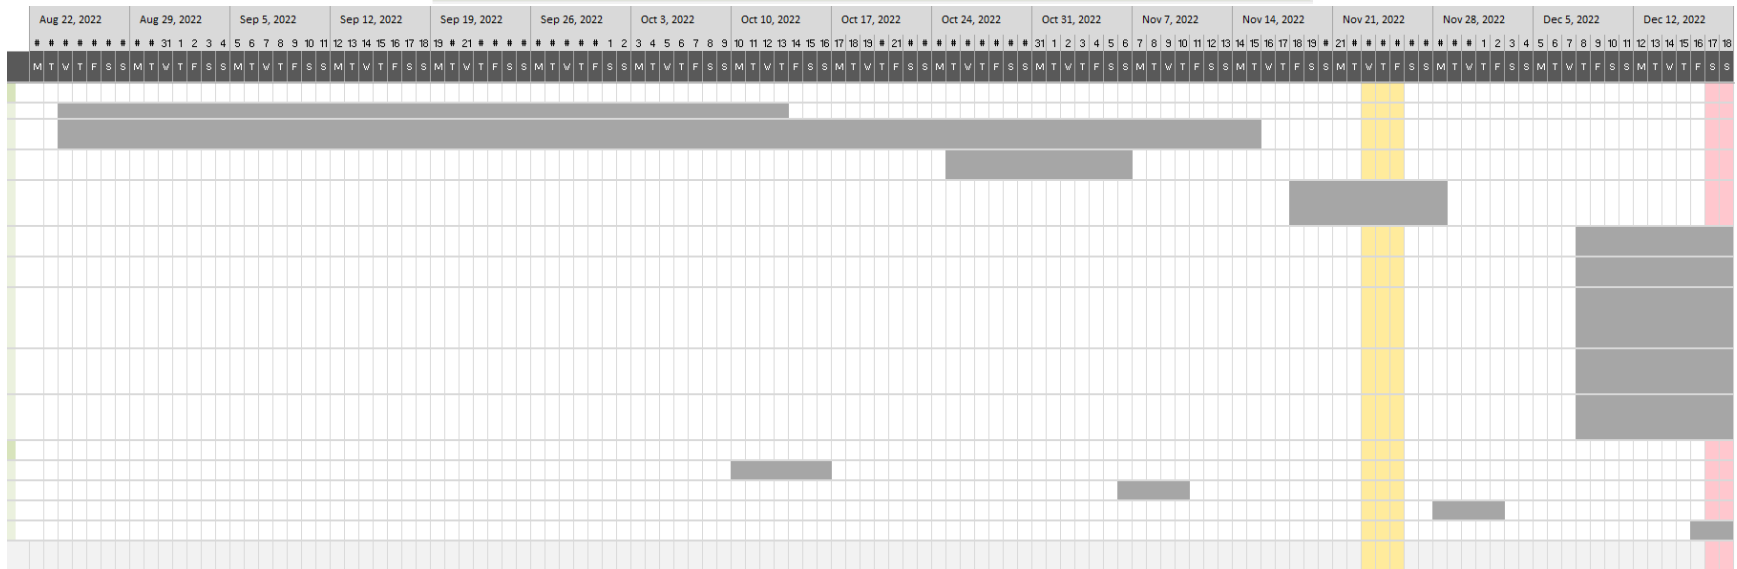 Aug 22, 2022 Aug 29, 2022 Sep 5, 2022 Sep 12, 2022 Sep 19, 2022 Sep 26, 2022 Oct 3, 2022 Oct 10, 2022 Oct 17, 2022 Oct 24, 2022 Oct 31, 2022 Nov 7, 2022 Nov 14, 2022 Nov 21, 2022 Nov 28, 2022 Dec 5, 2022 Dec 12, 2022
# # # # # # # # # 31 1 2 3 4 5 6 7 8 9 10 11 12 13 14 15 16 17 18 19 # 21 # # # # # # # # # 1 2 3 4 5 6 7 8 9 10 11 12 13 14 15 16 17 18 19 # 21 # # # # # # # # # 31 1 2 3 4 5 6 7 8 9 10 11 12 13 14 15 16 17 18 19 # 21 # # # # # # # # # 1 2 3 4 5 6 7 8 9 10 11 12 13 14 15 16 17 18
M T W T F S S M T W T F S S M T W T F S S M T W T F S S M T W T F S S M T W T F S S M T W T F S S M T W T F S S M T W T F S S M T W T F S S M T W T F S S M T W T F S S M T W T F S S M T W T F S S M T W T F S S M T W T F S S M T W T F S S